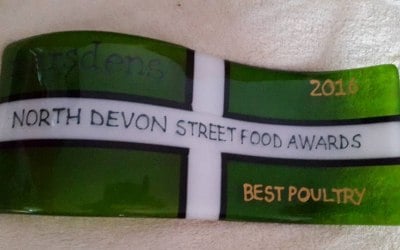 2016
NORTH DEVON STREET FOOD AWARDS
BEST POULTRY